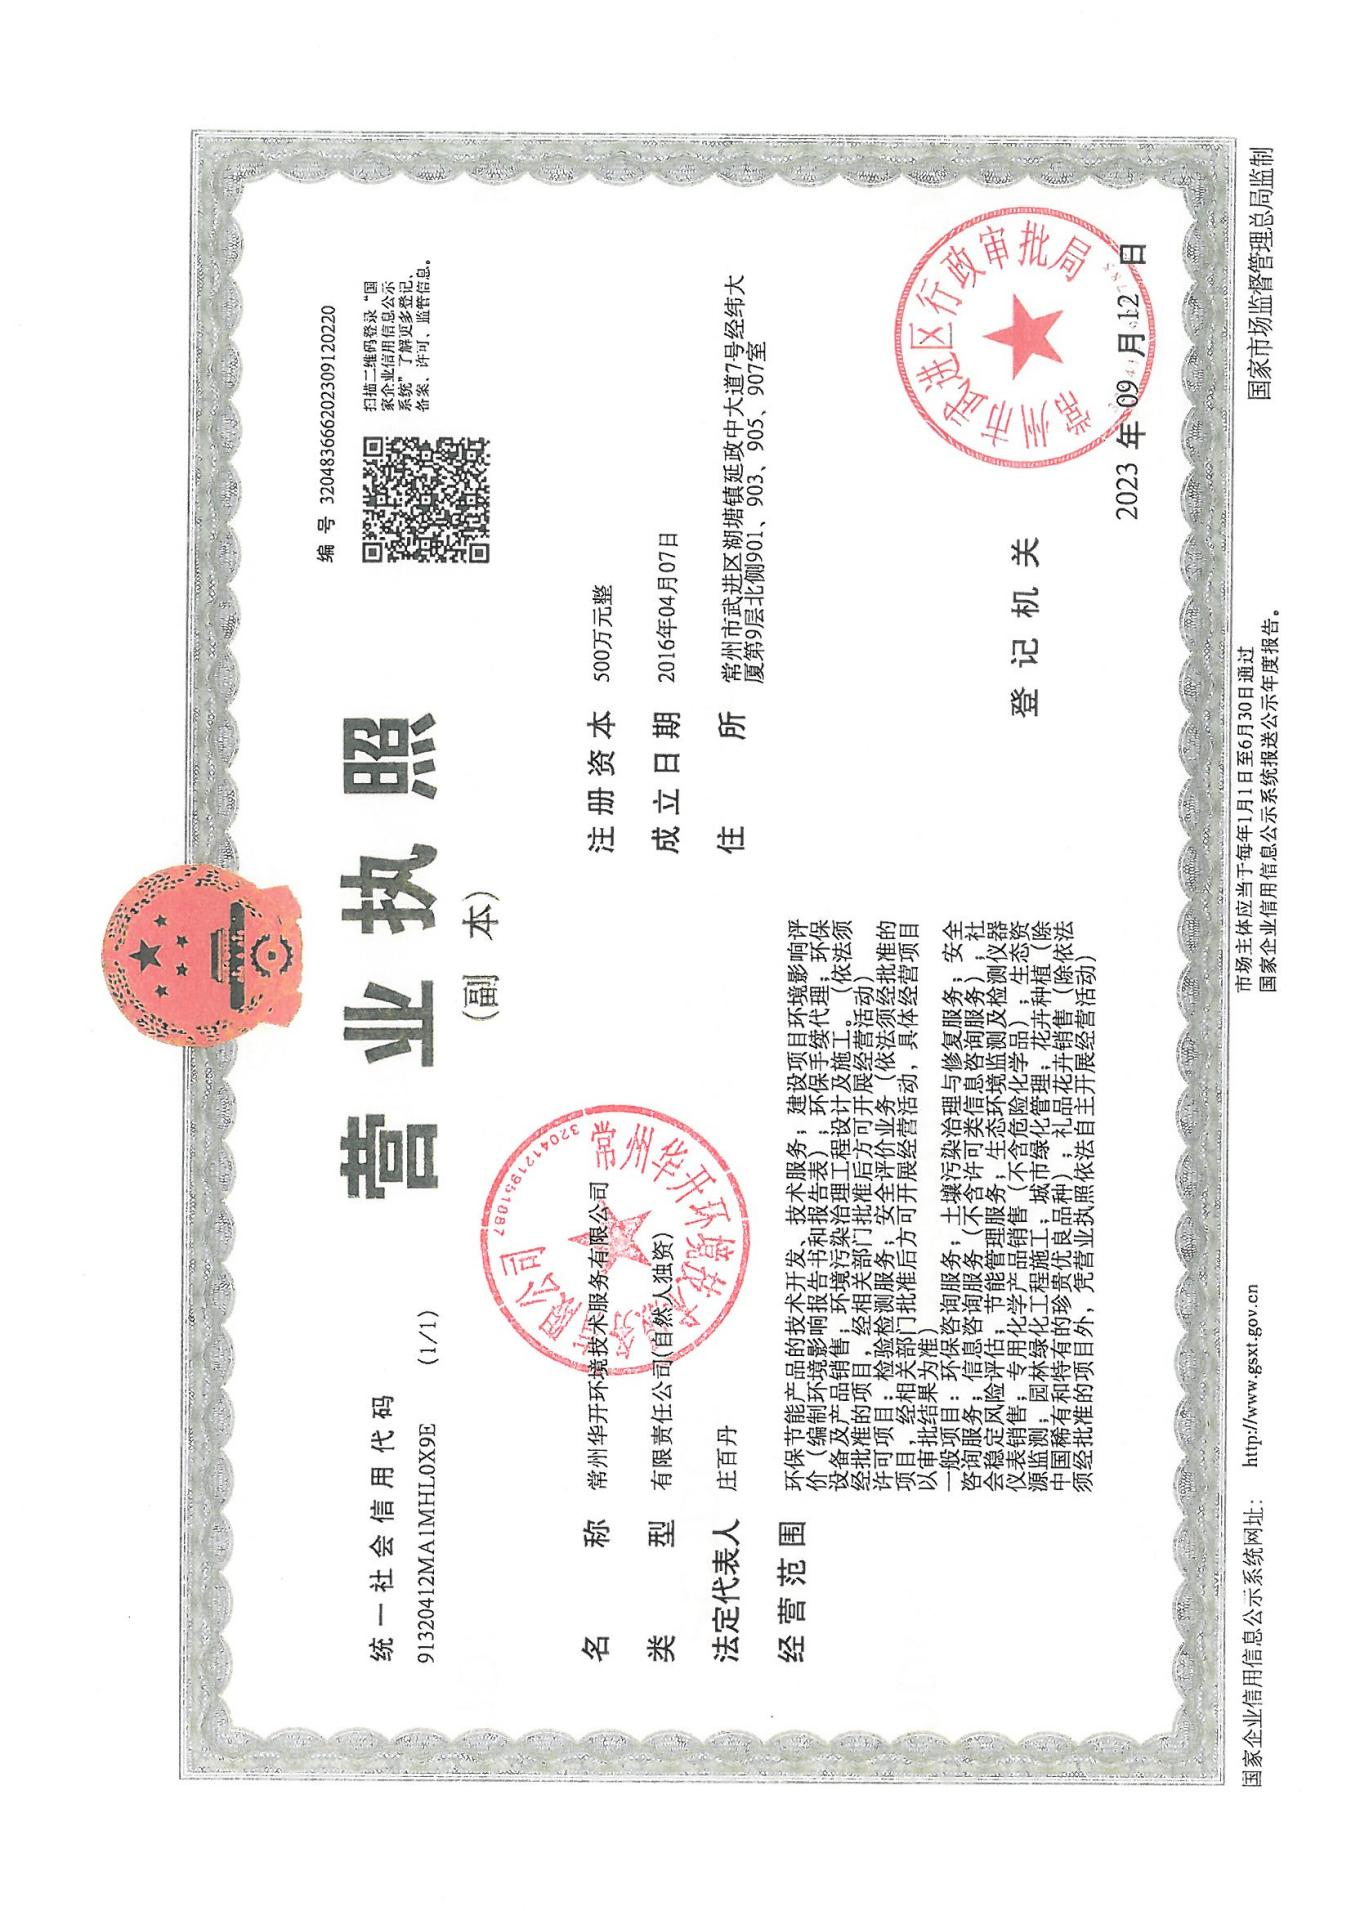 编 号 320483666202309120220
扫描二维码登录“国
家企业信用信息公示
系统”了解更多登记、
备案、许可、监管信息。
统一社会信用代码
91320412MA1MHL0X9E (1/1)
营业执照
(副 本)
名 称 常州华开环境技术服务有限公司
类 型 有限责任公司(自然人独资)
法定代表人 庄百丹
经营范围 环保节能产品的技术开发、技术服务；建设项目环境影响评
价（编制环境影响报告书和报告表）；环保手续代理；环保
设备及产品销售；环境污染治理工程设计及施工。（依法须
经批准的项目，经相关部门批准后方可开展经营活动）
许可项目：检验检测服务；安全评价业务（依法须经批准的
项目，经相关部门批准后方可开展经营活动，具体经营项目
以审批结果为准）
一般项目：环保咨询服务；土壤污染治理与修复服务；安全
咨询服务；信息咨询服务（不含许可类信息咨询服务）；社
会稳定风险评估；节能管理服务；生态环境监测及检测仪器
仪表销售；专用化学产品销售（不含危险化学品）；生态资
源监测；园林绿化工程施工；城市绿化管理；花卉种植（除
中国稀有和特有的珍贵优良品种）；礼品花卉销售（除依法
须经批准的项目外，凭营业执照依法自主开展经营活动）
注册资本 500万元整
成立日期 2016年04月07日
住 所 常州市武进区湖塘镇延政中大道7号经纬大
厦第9层北侧901、903、905、907室
登记机关
2023 年 09 月 12 日
常州市武进区行政审批局
常州华开环境技术服务有限公司
3204121951087
国家企业信用信息公示系统网址： http://www.gsxt.gov.cn
市场主体应当于每年1月1日至6月30日通过
国家企业信用信息公示系统报送公示年度报告。
国家市场监督管理总局监制